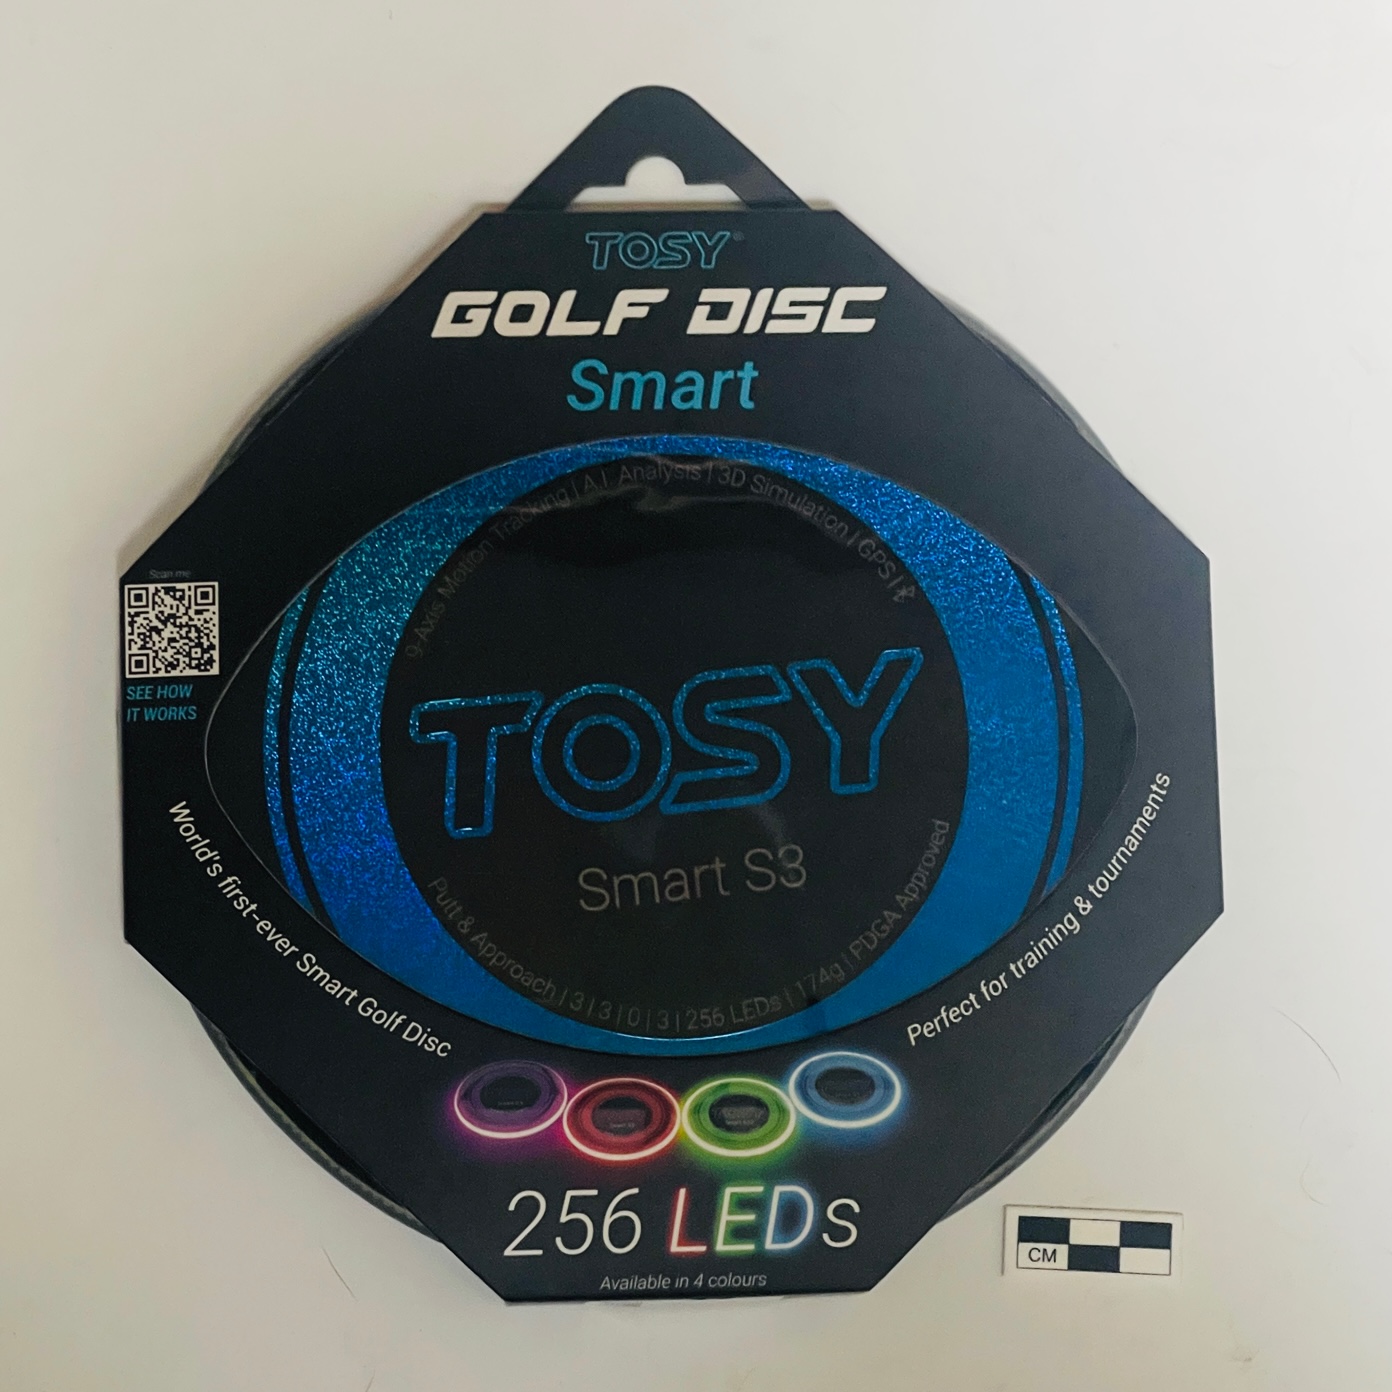 TOSY®
GOLF DISC
Smart
9-Axis Motion Tracking | A.I. Analysis | 3D Simulation | GPS |
Scan me
SEE HOW
IT WORKS
TOSY
Smart S3
Putt & Approach | 3 | 3 | 0 | 3 | 256 LEDs | 174g | PDGA Approved
World's first-ever Smart Golf Disc
Perfect for training & tournaments
256 LEDs
Available in 4 colours
CM